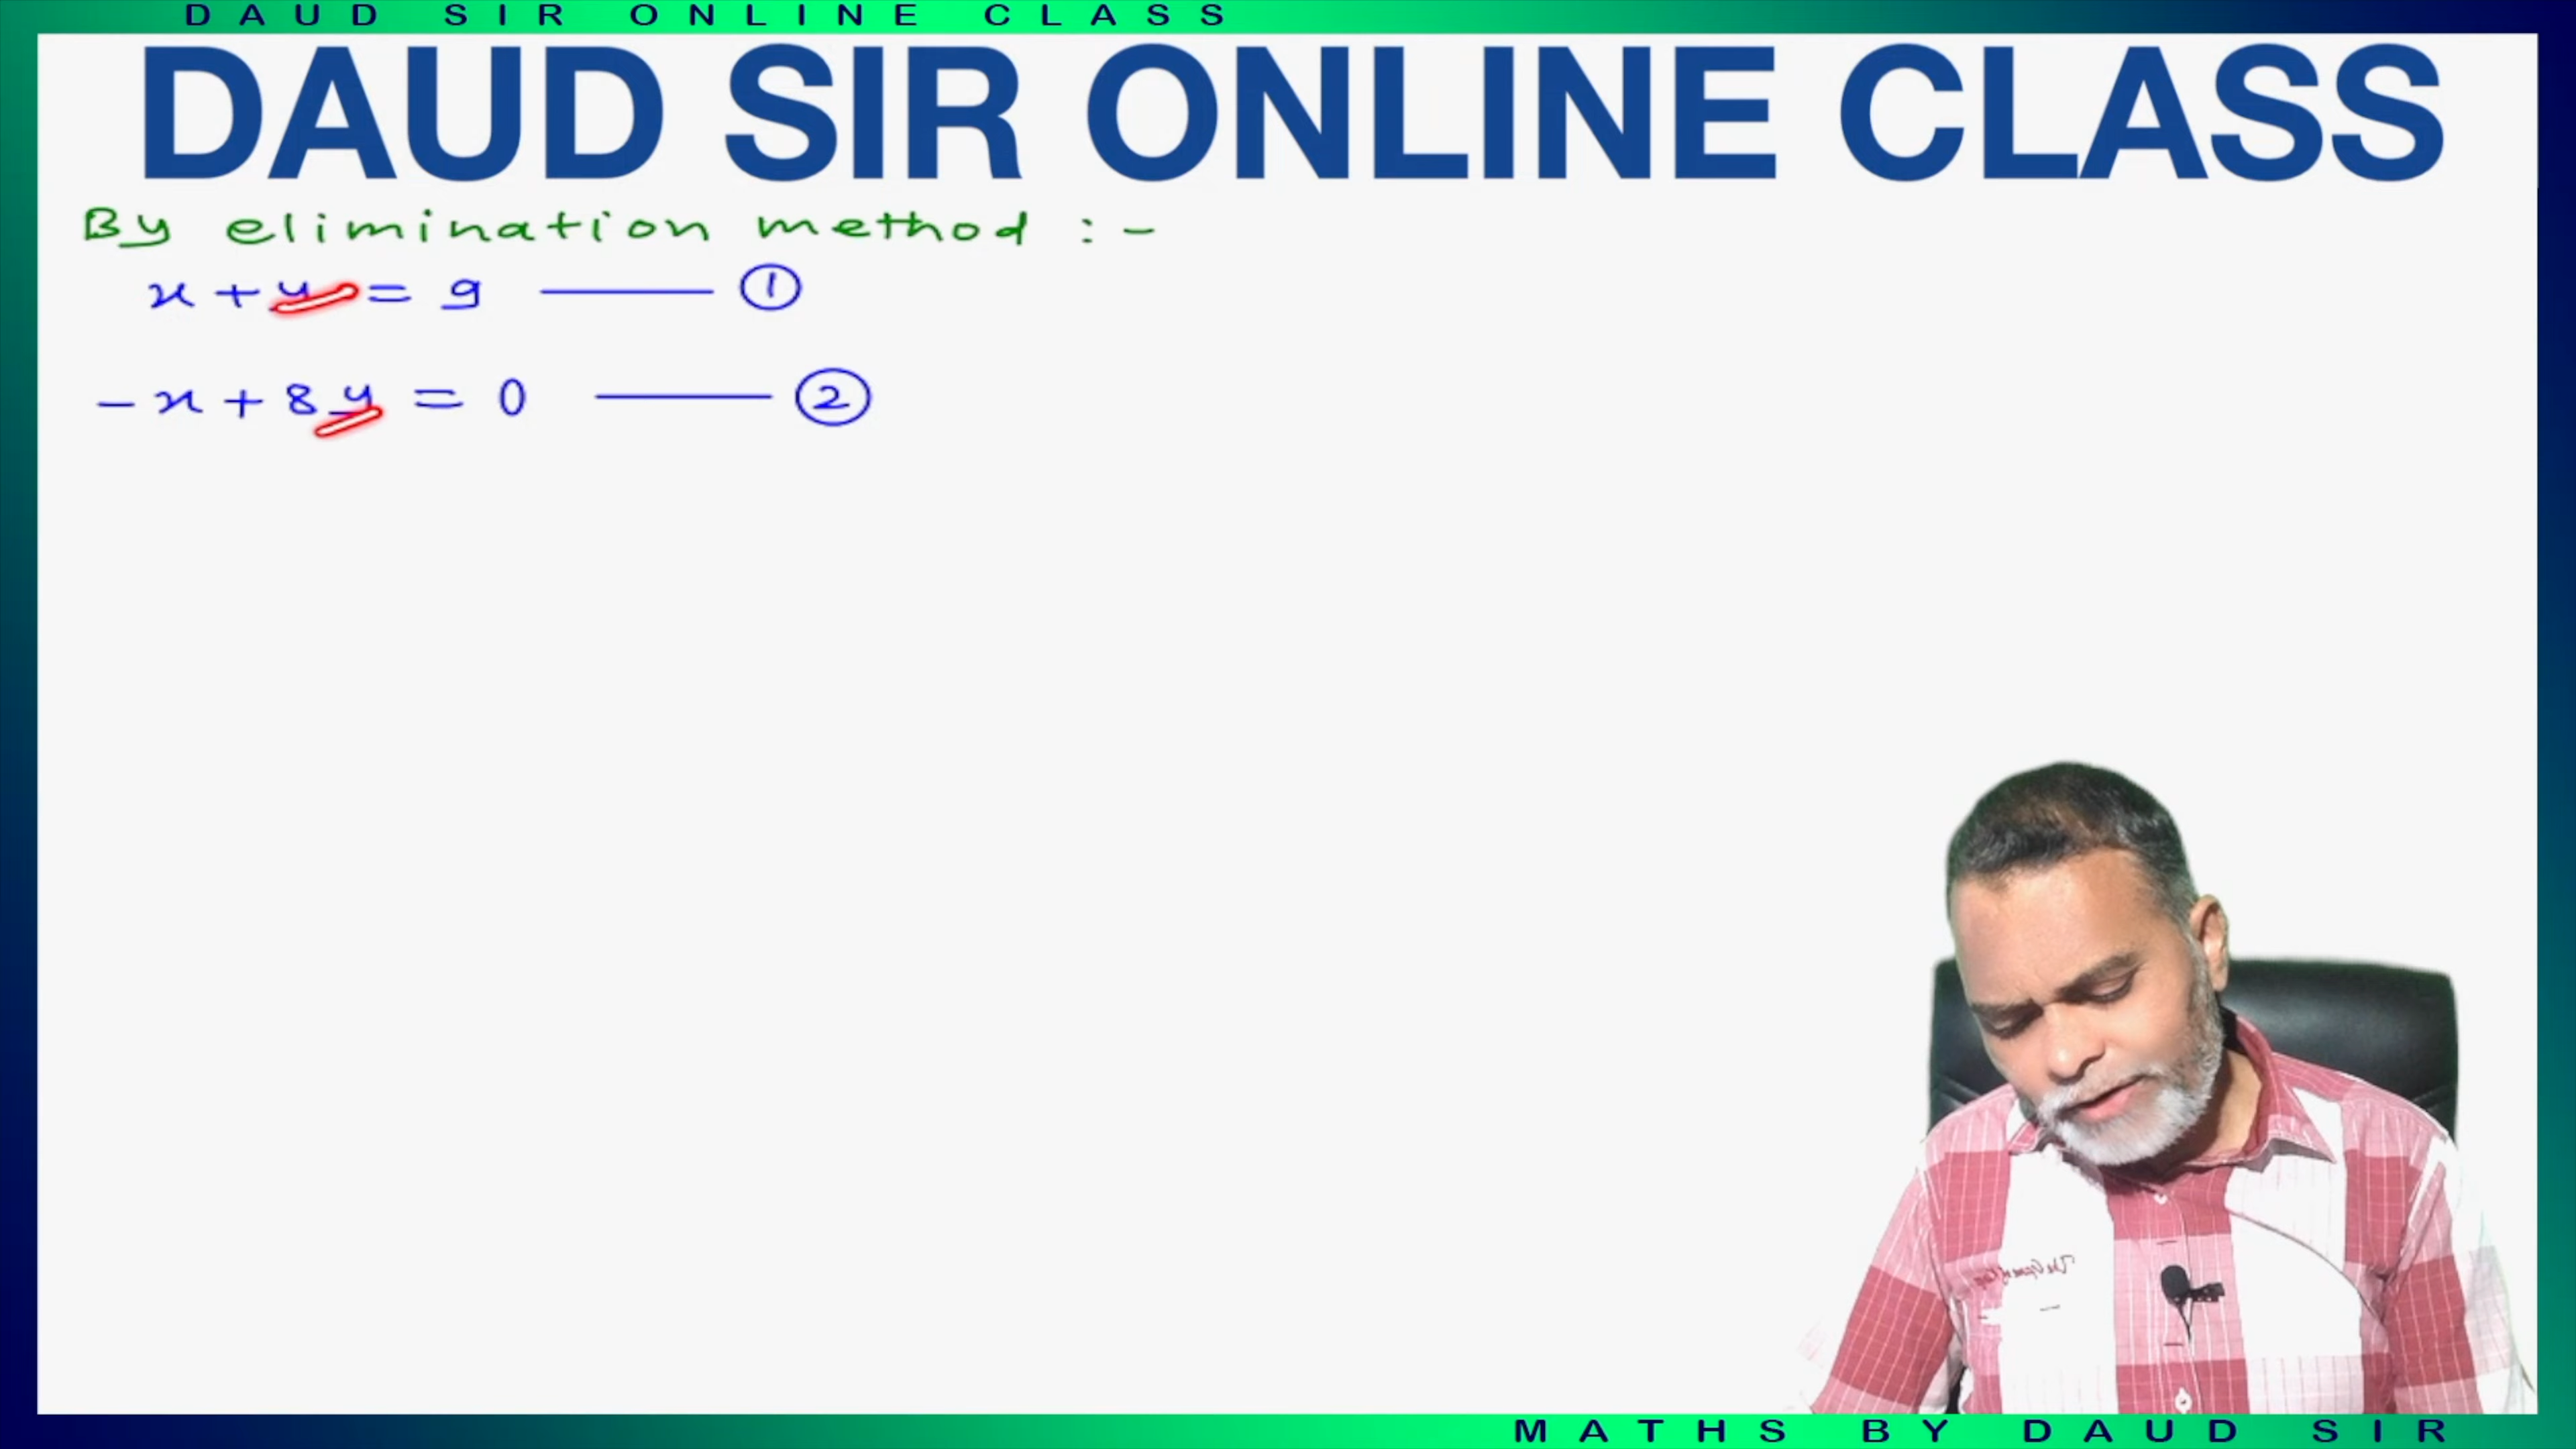 DAUD SIR ONLINE CLASS
DAUD SIR ONLINE CLASS
By elimination method :-
x + y = 9 —— ①
- x + 8y = 0 —— ②
MATHS BY DAUD SIR